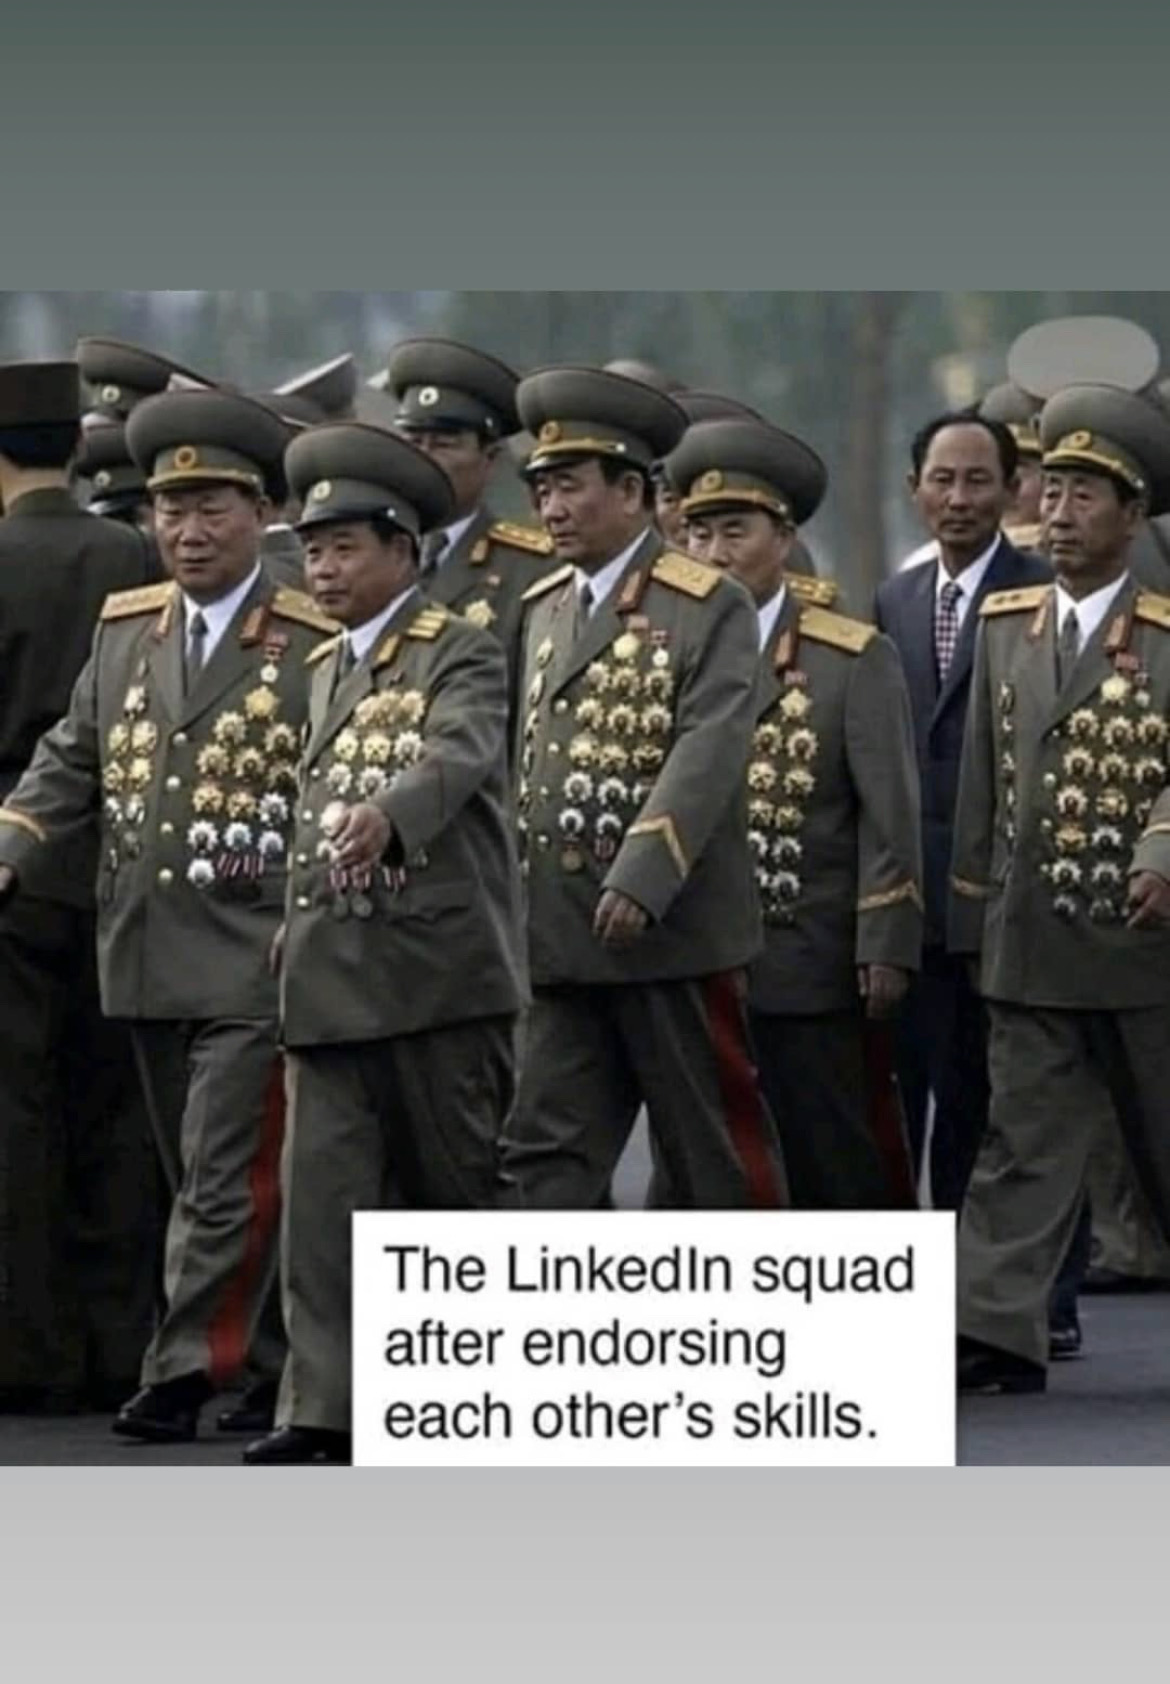 The LinkedIn squad
after endorsing
each other's skills.